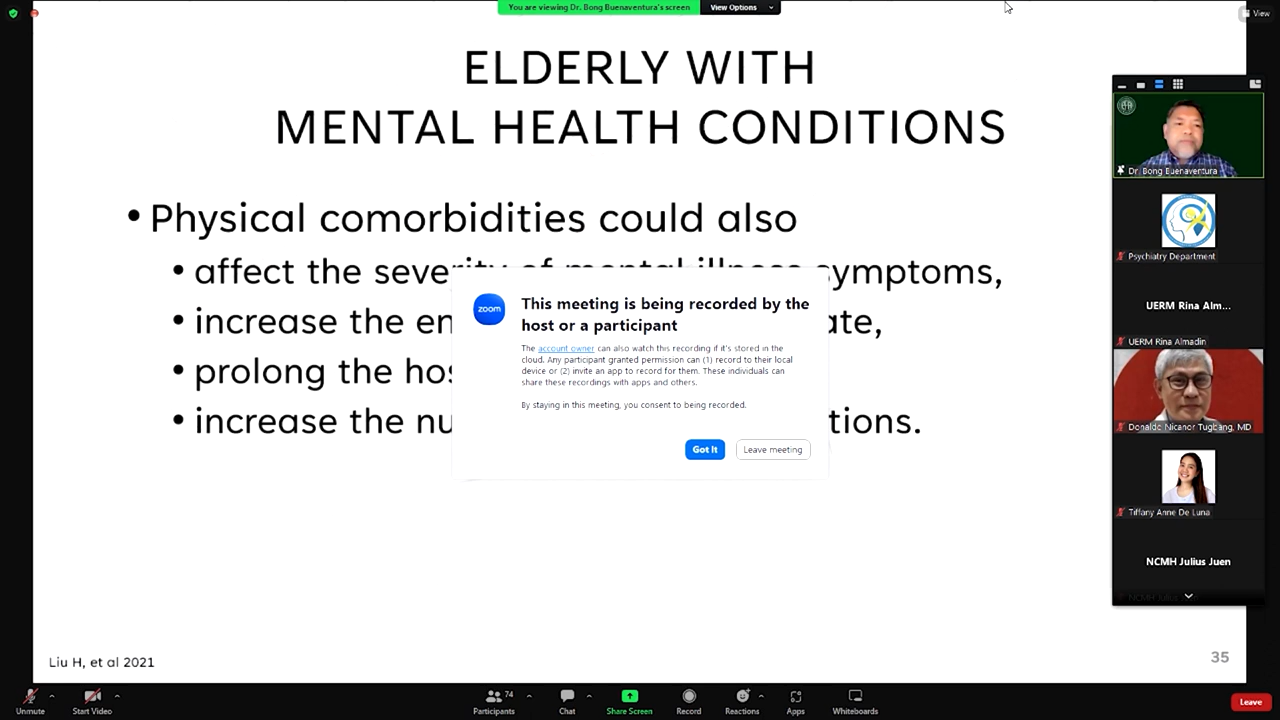 You are viewing Dr. Bong Buenaventura's screen
View Options
View
ELDERLY WITH
MENTAL HEALTH CONDITIONS
• Physical comorbidities could also
• affect the severity of mental illness symptoms,
• increase the
• prolong the
• increase the
zoom
This meeting is being recorded by the
host or a participant
The account owner can also watch this recording if it's stored in the
cloud. Any participant granted permission can (1) record to their local
device or (2) invite an app to record for them. These individuals can
share these recordings with apps and others.
By staying in this meeting, you consent to being recorded.
Got it
Leave meeting
Dr. Bong Buenaventura
Psychiatry Department
UERM Rina Alm...
UERM Rina Almadin
Donaldo Nicanor Tugbang, MD
Tiffany Anne De Luna
NCMH Julius Juen
Liu H, et al 2021
35
Unmute
Start Video
74
Participants
Chat
Share Screen
Record
Reactions
Apps
Whiteboards
Leave